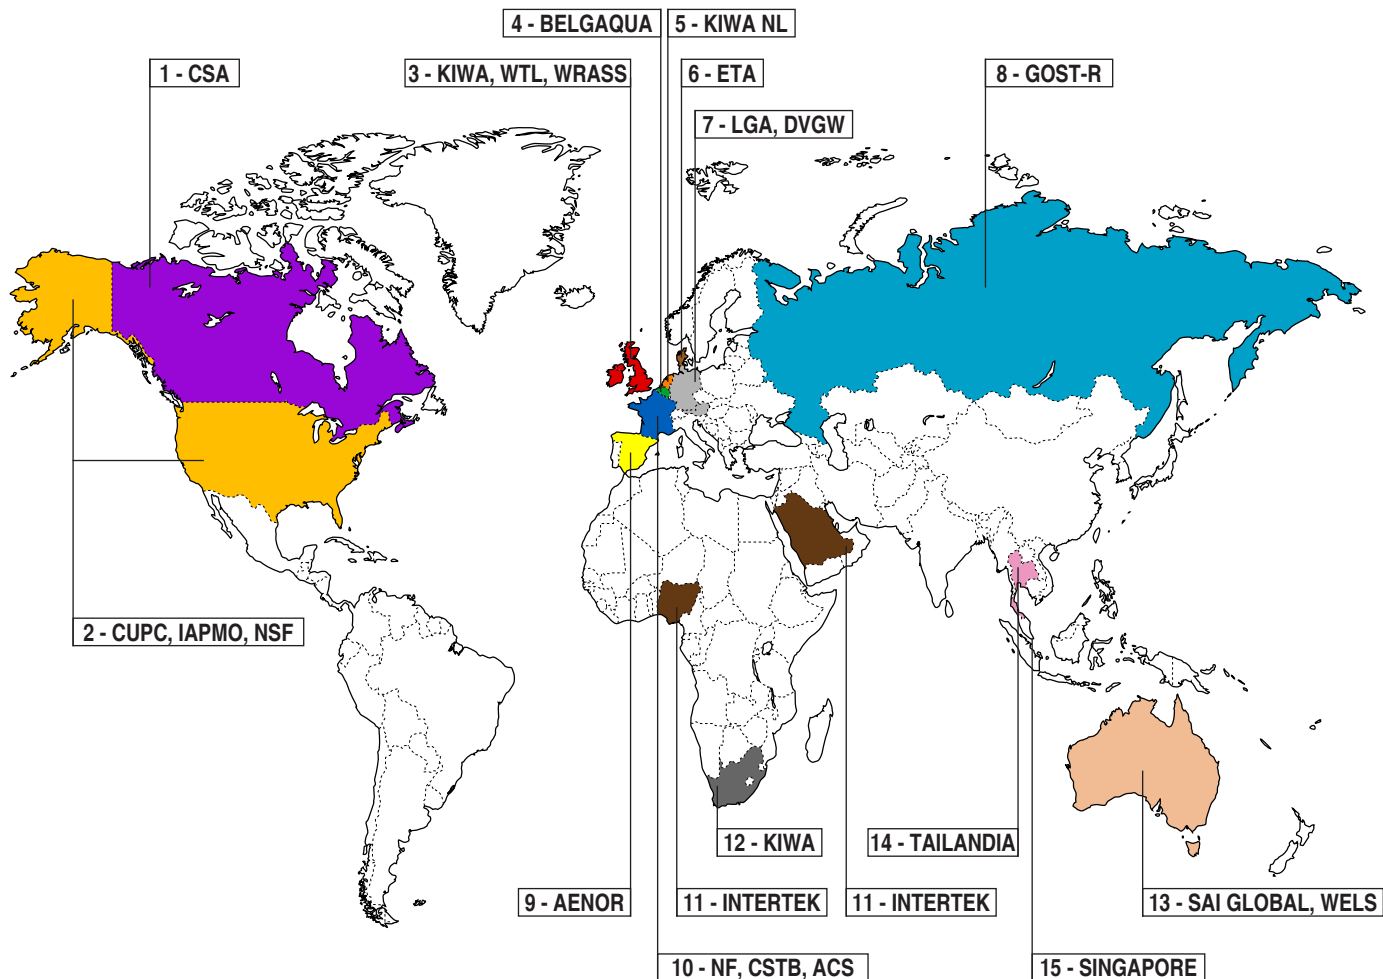 4 - BELGAQUA
5 - KIWA NL
1 - CSA
3 - KIWA, WTL, WRASS
6 - ETA
8 - GOST-R
7 - LGA, DVGW
2 - CUPC, IAPMO, NSF
12 - KIWA
14 - TAILANDIA
9 - AENOR
11 - INTERTEK
11 - INTERTEK
13 - SAI GLOBAL, WELS
10 - NF, CSTB, ACS
15 - SINGAPORE